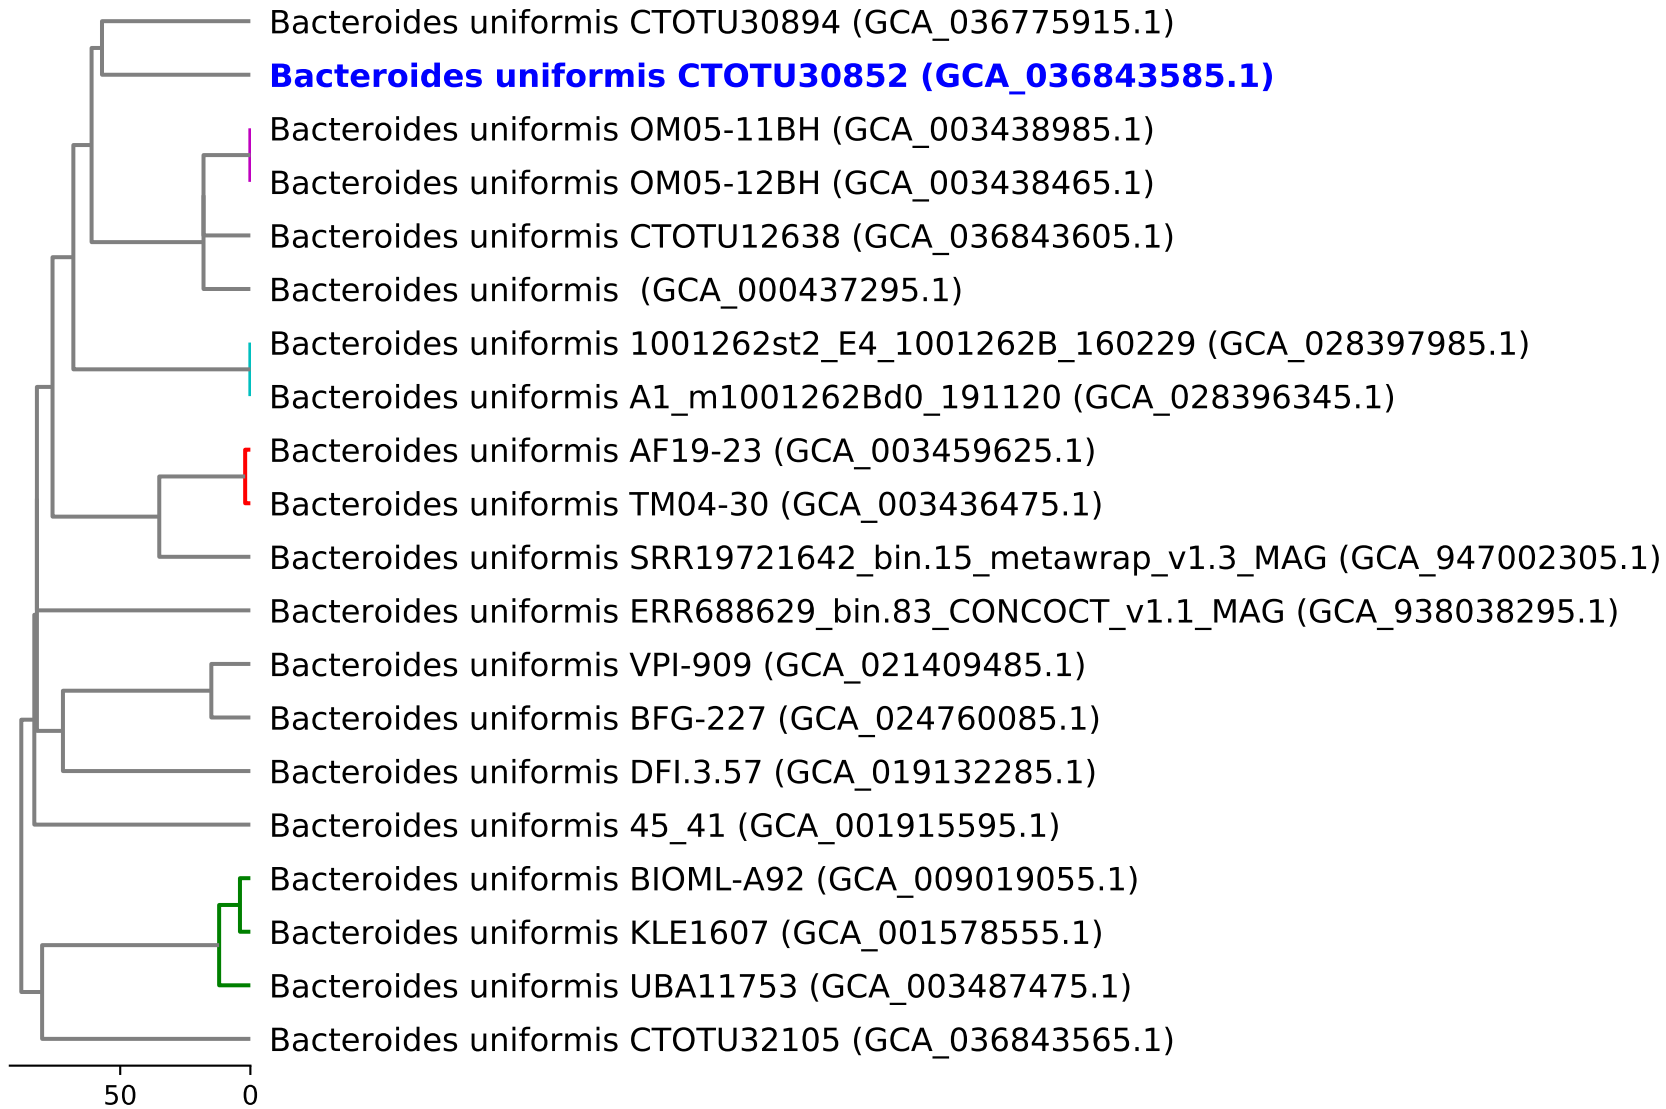 Bacteroides uniformis CTOTU30894 (GCA_036775915.1)
Bacteroides uniformis CTOTU30852 (GCA_036843585.1)
Bacteroides uniformis OM05-11BH (GCA_003438985.1)
Bacteroides uniformis OM05-12BH (GCA_003438465.1)
Bacteroides uniformis CTOTU12638 (GCA_036843605.1)
Bacteroides uniformis  (GCA_000437295.1)
Bacteroides uniformis 1001262st2_E4_1001262B_160229 (GCA_028397985.1)
Bacteroides uniformis A1_m1001262Bd0_191120 (GCA_028396345.1)
Bacteroides uniformis AF19-23 (GCA_003459625.1)
Bacteroides uniformis TM04-30 (GCA_003436475.1)
Bacteroides uniformis SRR19721642_bin.15_metawrap_v1.3_MAG (GCA_947002305.1)
Bacteroides uniformis ERR688629_bin.83_CONCOCT_v1.1_MAG (GCA_938038295.1)
Bacteroides uniformis VPI-909 (GCA_021409485.1)
Bacteroides uniformis BFG-227 (GCA_024760085.1)
Bacteroides uniformis DFI.3.57 (GCA_019132285.1)
Bacteroides uniformis 45_41 (GCA_001915595.1)
Bacteroides uniformis BIOML-A92 (GCA_009019055.1)
Bacteroides uniformis KLE1607 (GCA_001578555.1)
Bacteroides uniformis UBA11753 (GCA_003487475.1)
Bacteroides uniformis CTOTU32105 (GCA_036843565.1)
50 0